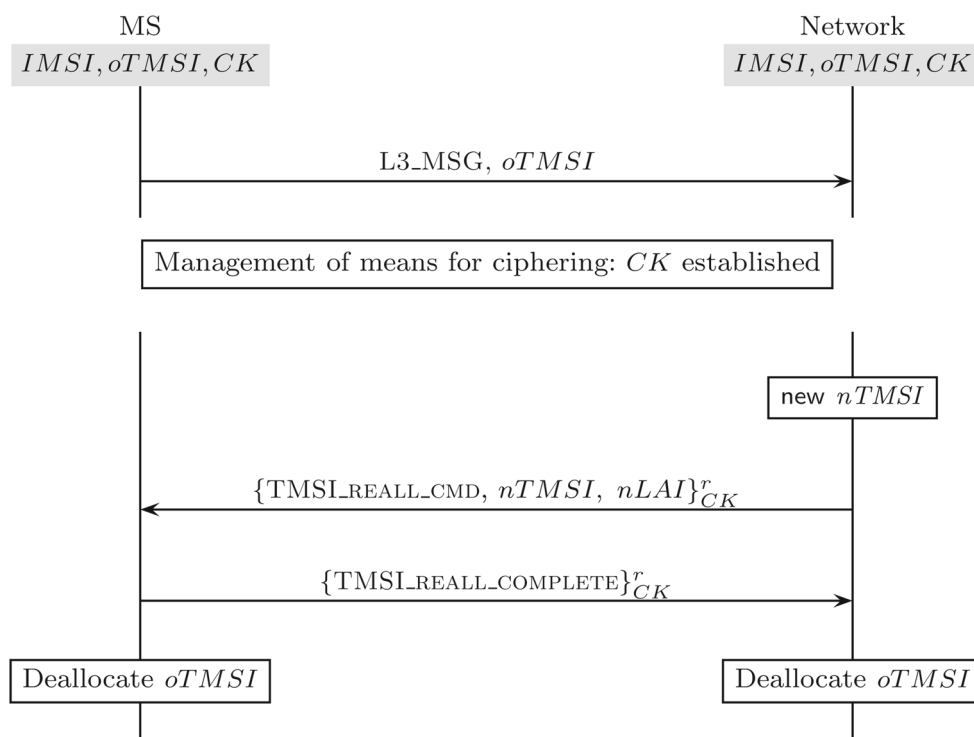 MS
Network
IMSI, oTMSI, CK
IMSI, oTMSI, CK
L3_MSG, oTMSI
Management of means for ciphering: CK established
new nTMSI
{TMSI_REALL_CMD, nTMSI, nLAI}^r_CK
{TMSI_REALL_COMPLETE}^r_CK
Deallocate oTMSI
Deallocate oTMSI